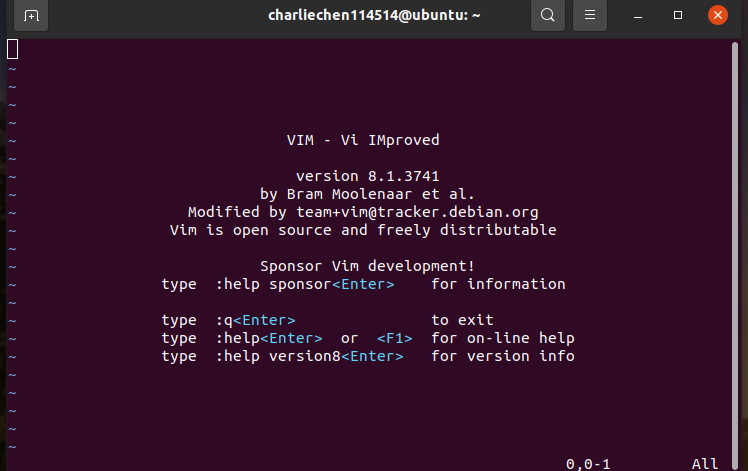 charliechen114514@ubuntu: ~
~
~
~
~
~ VIM - Vi IMproved
~
~ version 8.1.3741
~ by Bram Moolenaar et al.
~ Modified by team+vim@tracker.debian.org
~ Vim is open source and freely distributable
~
~ Sponsor Vim development!
~ type :help sponsor<Enter> for information
~
~ type :q<Enter> to exit
~ type :help<Enter> or <F1> for on-line help
~ type :help version8<Enter> for version info
~
~
~
~
~
0,0-1 All